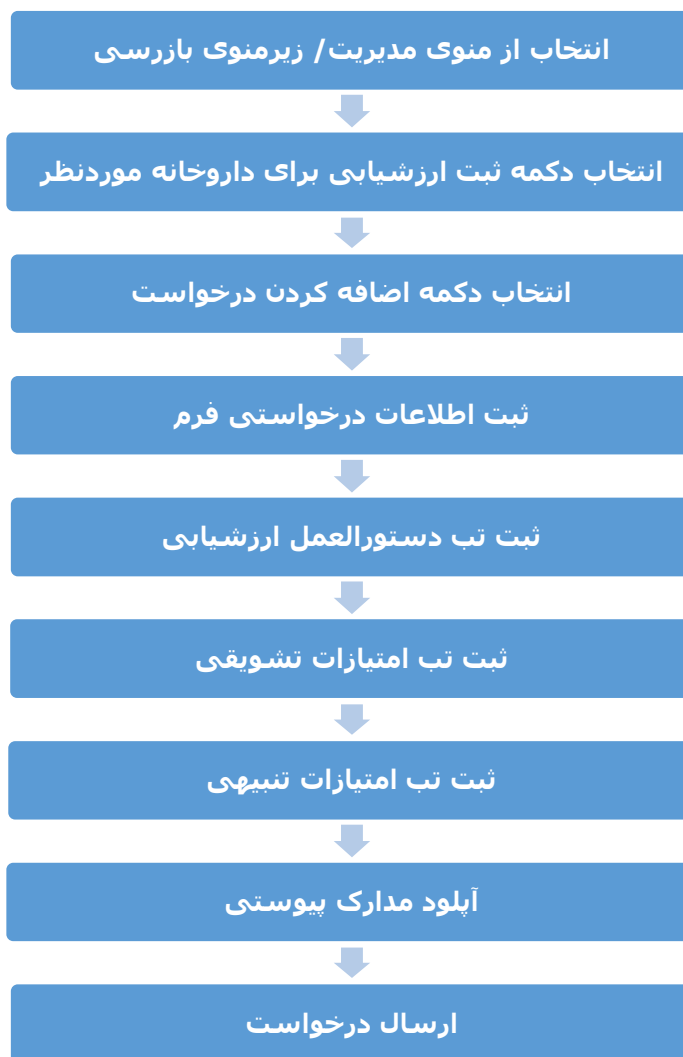 انتخاب از منوی مدیریت/ زیرمنوی بازرسی
انتخاب دکمه ثبت ارزشیابی برای داروخانه موردنظر
انتخاب دکمه اضافه کردن درخواست
ثبت اطلاعات درخواستی فرم
ثبت تب دستورالعمل ارزشیابی
ثبت تب امتیازات تشویقی
ثبت تب امتیازات تنبیهی
آپلود مدارک پیوستی
ارسال درخواست